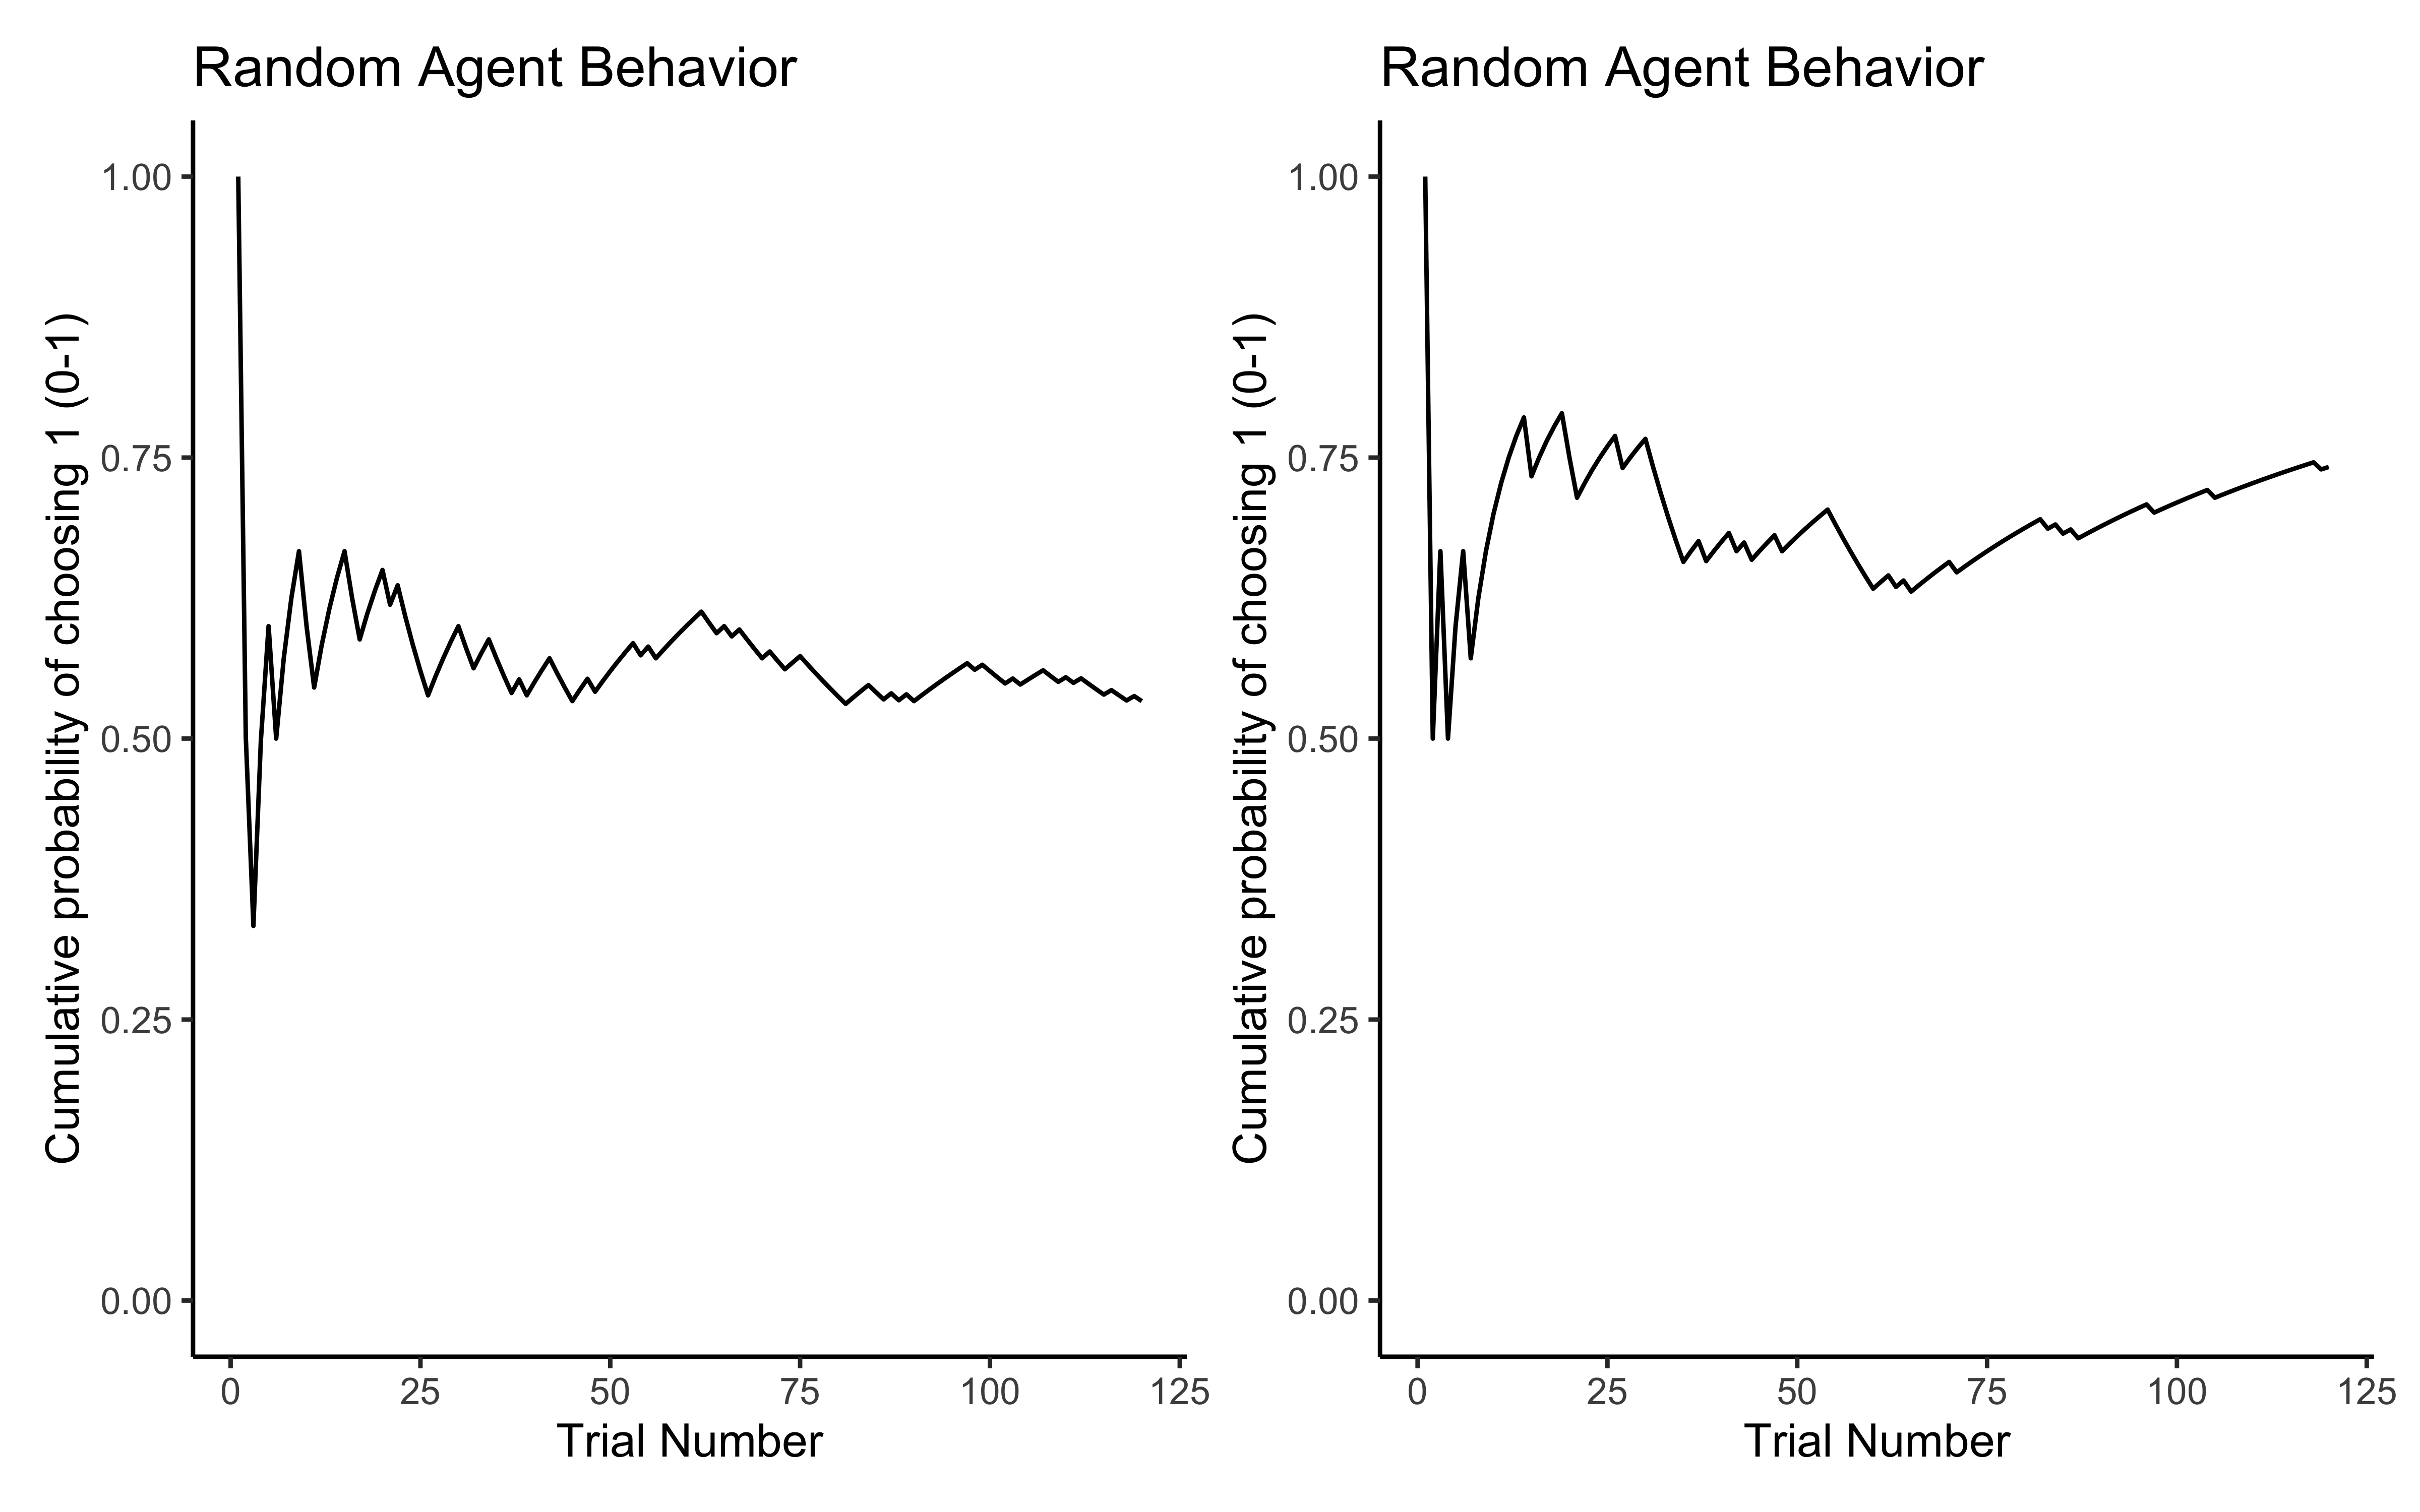 Random Agent Behavior
Cumulative probability of choosing 1 (0-1)
1.00
0.75
0.50
0.25
0.00
0 25 50 75 100 125
Trial Number
Random Agent Behavior
Cumulative probability of choosing 1 (0-1)
1.00
0.75
0.50
0.25
0.00
0 25 50 75 100 125
Trial Number